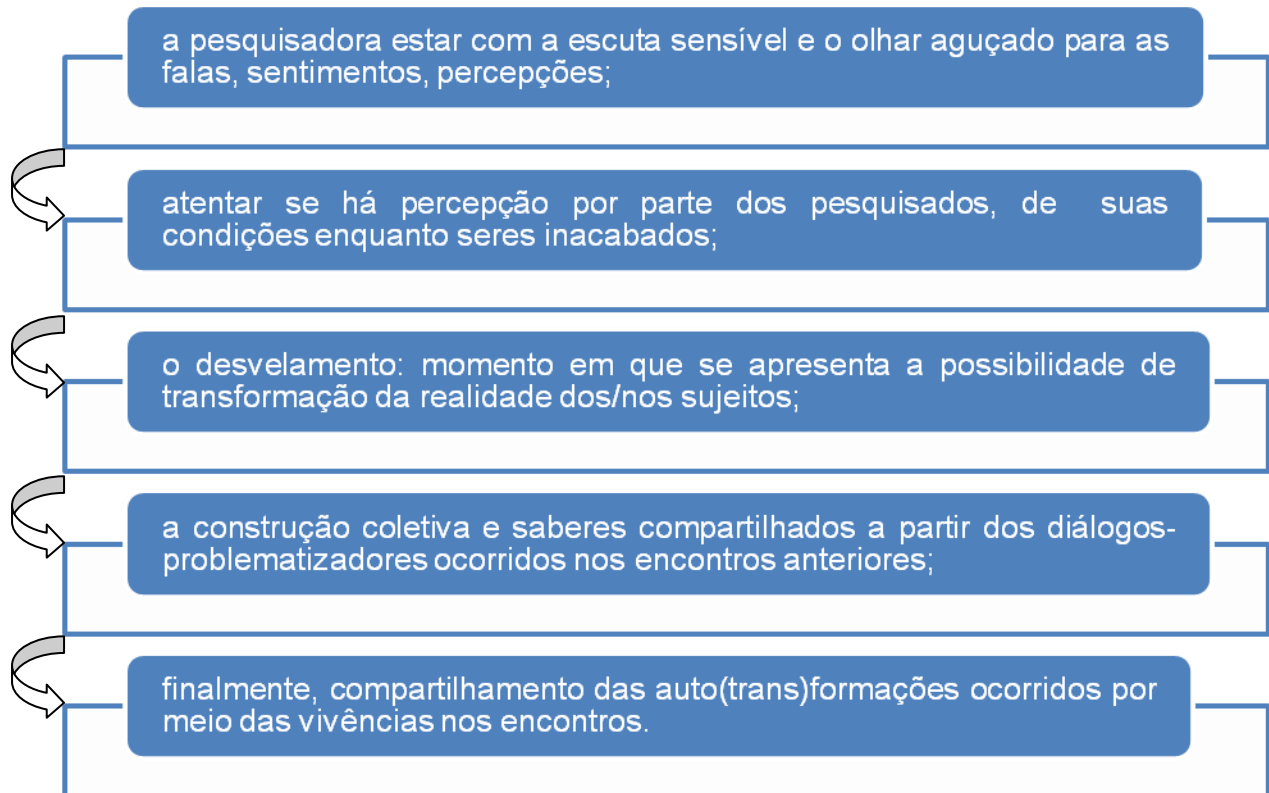 a pesquisadora estar com a escuta sensível e o olhar aguçado para as
falas, sentimentos, percepções;
atentar se há percepção por parte dos pesquisados, de suas
condições enquanto seres inacabados;
o desvelamento: momento em que se apresenta a possibilidade de
transformação da realidade dos/nos sujeitos;
a construção coletiva e saberes compartilhados a partir dos diálogos-
problematizadores ocorridos nos encontros anteriores;
finalmente, compartilhamento das auto(trans)formações ocorridos por
meio das vivências nos encontros.